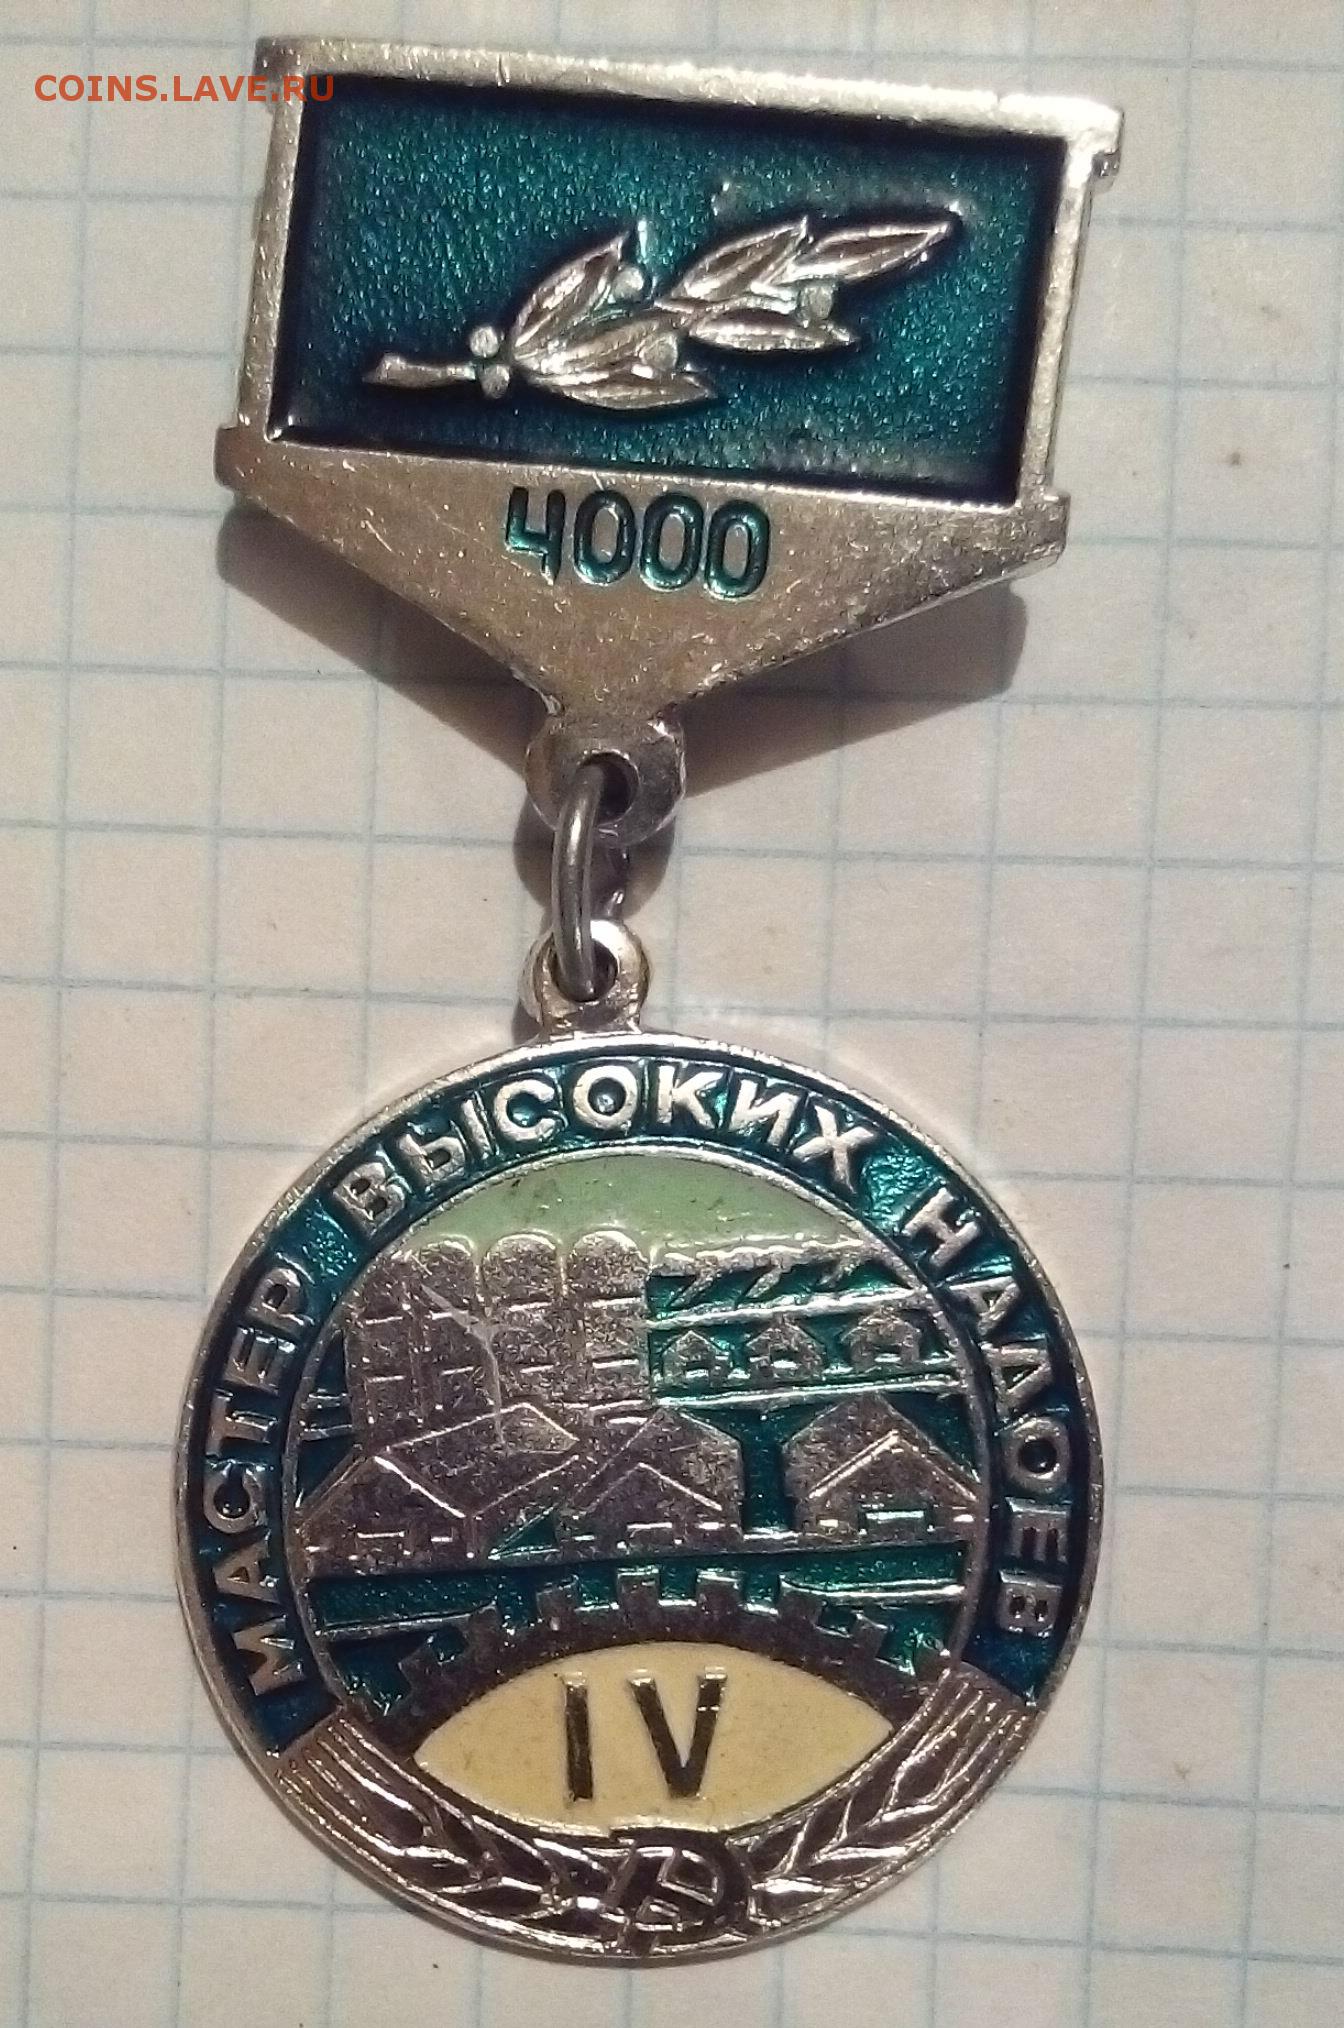 COINS.LAVE.RU
4000
МАСТЕР ВЫСОКИХ НАДОЕВ
IV